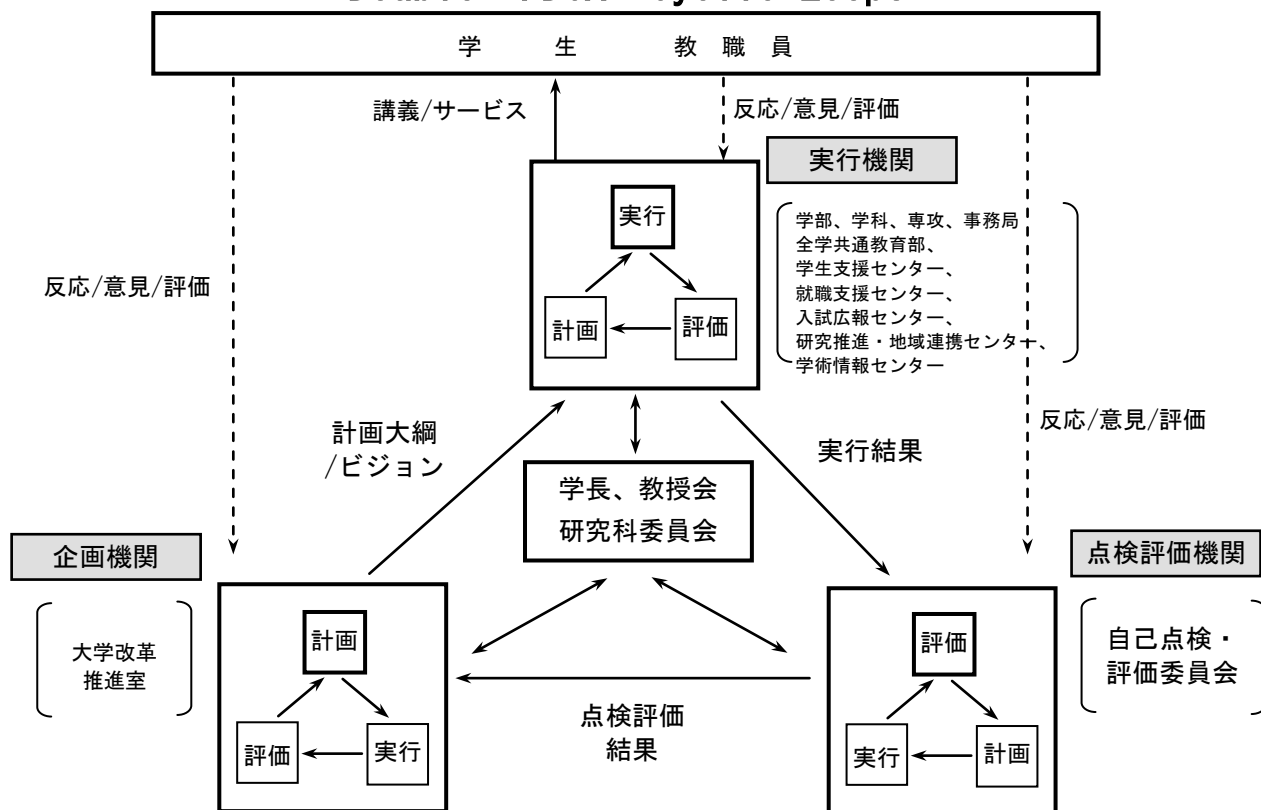 学 生 教 職 員
講義/サービス
反応/意見/評価
実行機関
実行
計画
評価
学部、学科、専攻、事務局
全学共通教育部、
学生支援センター、
就職支援センター、
入試広報センター、
研究推進・地域連携センター、
学術情報センター
反応/意見/評価
反応/意見/評価
計画大綱
/ビジョン
実行結果
学長、教授会
研究科委員会
企画機関
大学改革
推進室
計画
評価
実行
点検評価
結果
点検評価機関
自己点検・
評価委員会
評価
実行
計画